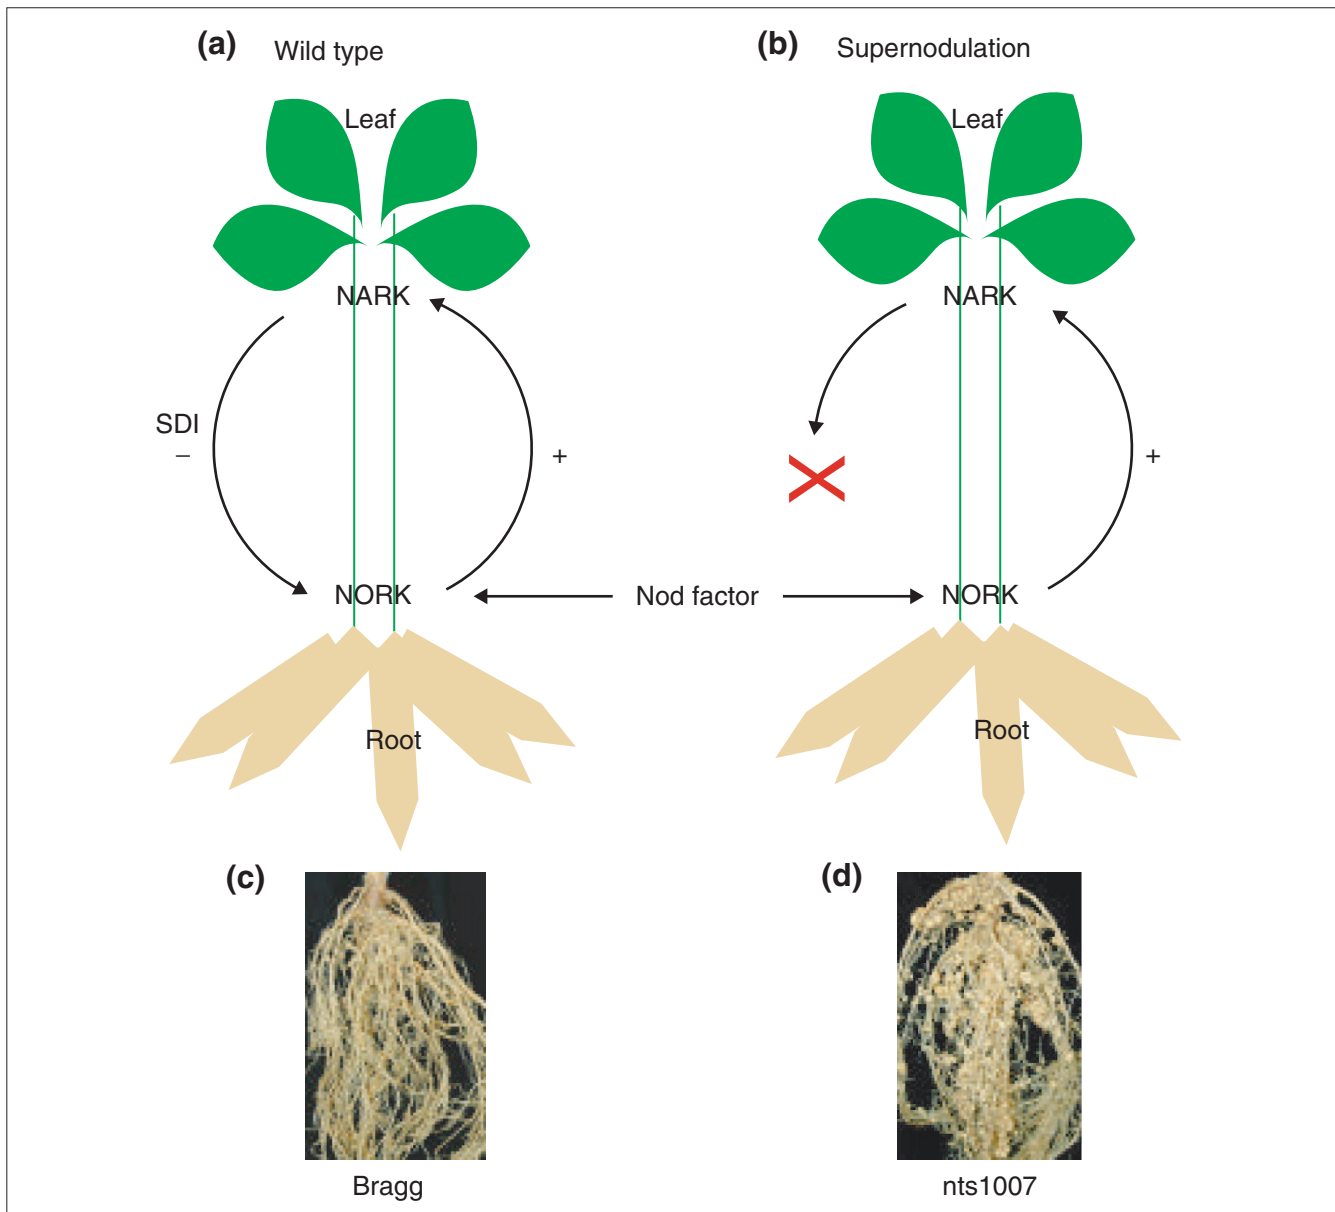 (a) Wild type
Leaf
NARK
SDI
–
+
NORK
Root
(b) Supernodulation
Leaf
NARK
+
Nod factor
NORK
Root
(c)
Bragg
(d)
nts1007